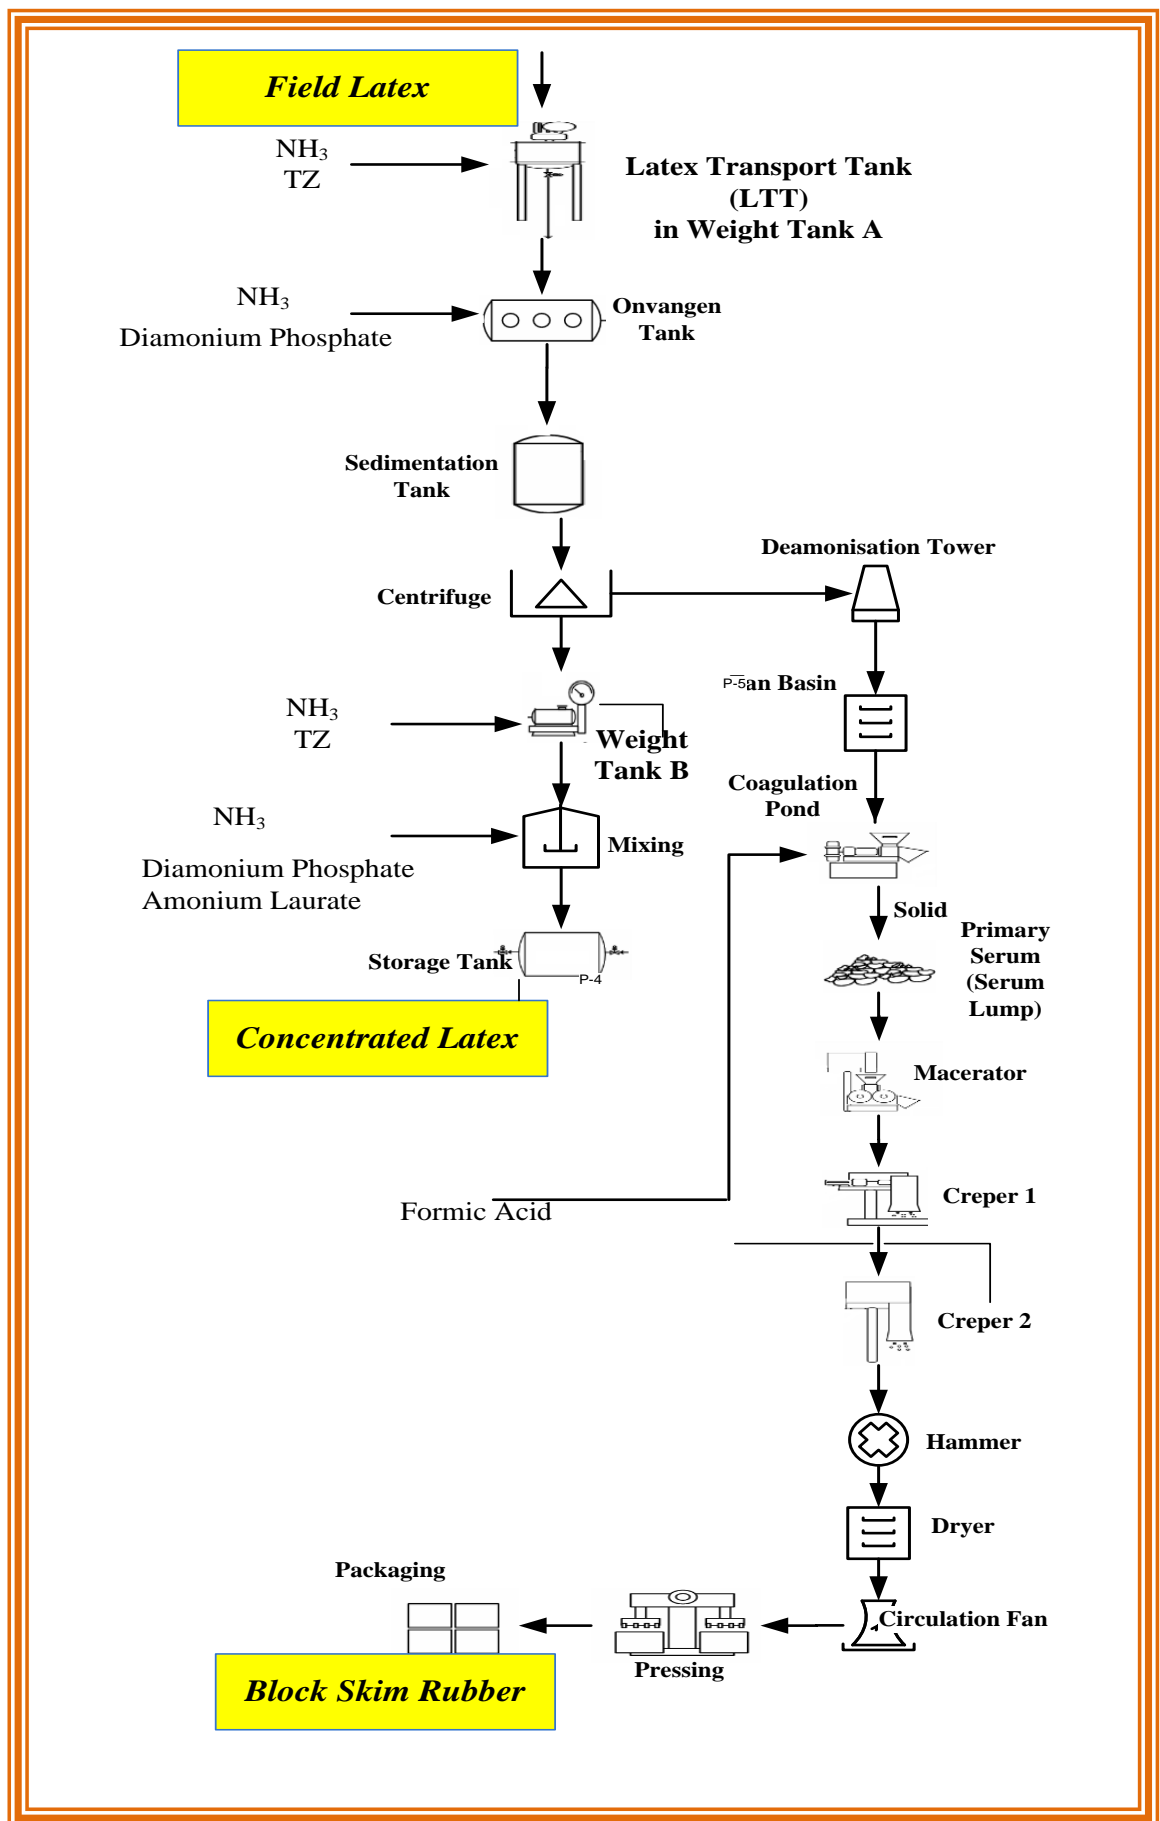 Field Latex
NH₃
TZ
Latex Transport Tank
(LTT)
in Weight Tank A
NH₃
Diamonium Phosphate
Onvangen
Tank
Sedimentation
Tank
Deamonisation Tower
Centrifuge
P-5
an Basin
NH₃
TZ
Weight
Tank B
Coagulation
Pond
NH₃
Diamonium Phosphate
Amonium Laurate
Mixing
Solid
Primary
Serum
(Serum
Lump)
Storage Tank
P-4
Concentrated Latex
Macerator
Creper 1
Formic Acid
Creper 2
Hammer
Dryer
Packaging
Circulation Fan
Pressing
Block Skim Rubber